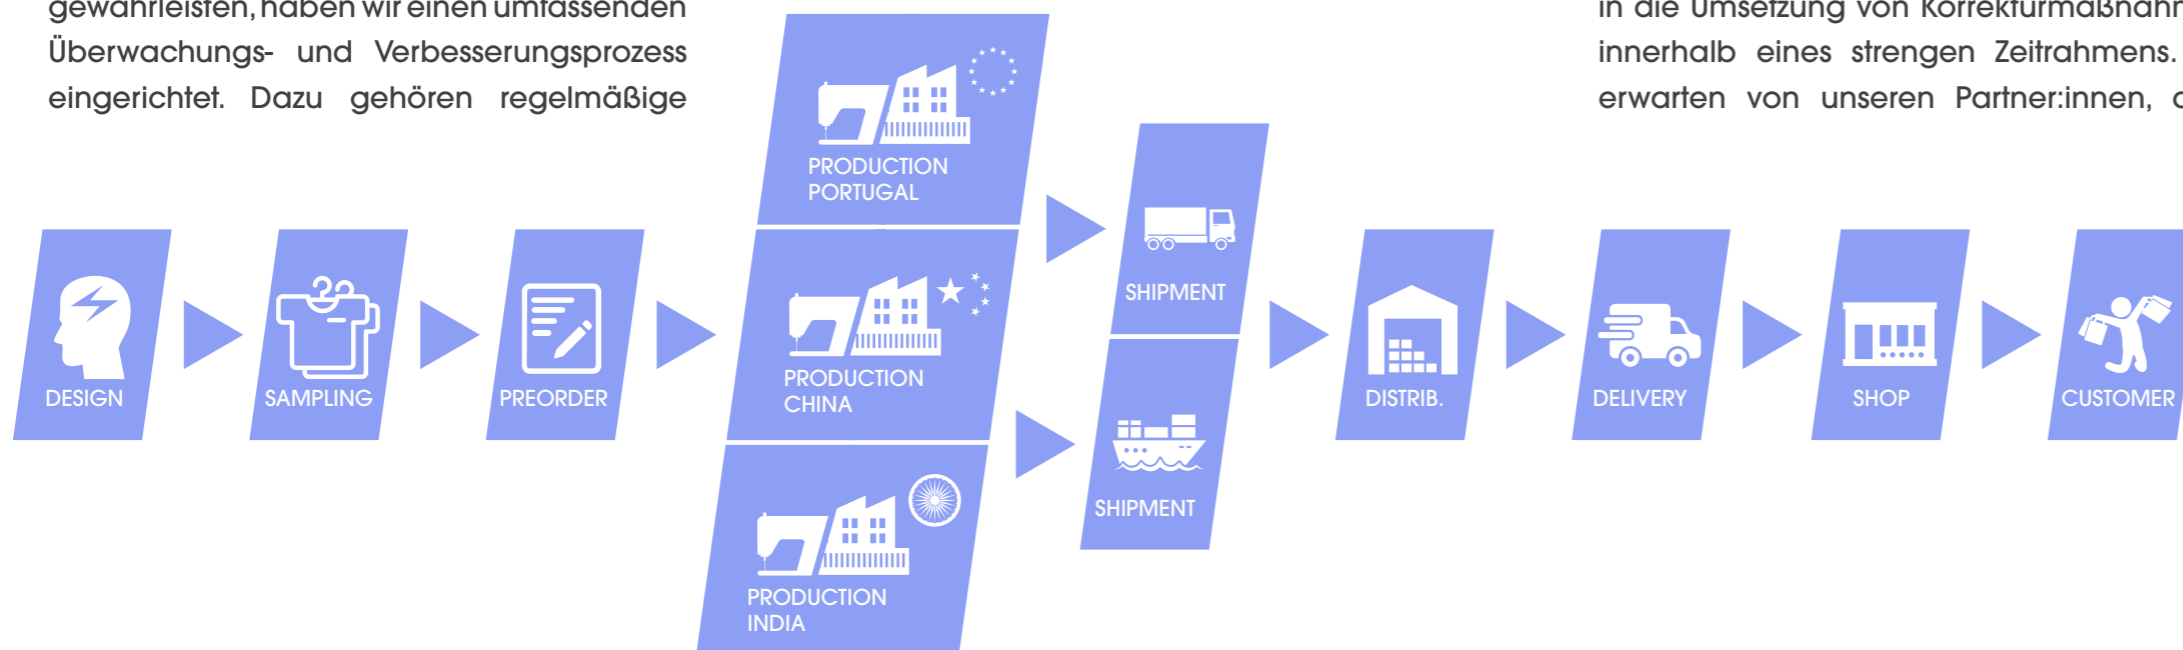 gewährleisten, haben wir einen umfassenden
Überwachungs- und Verbesserungsprozess
eingerichtet. Dazu gehören regelmäßige
in die Umsetzung von Korrekturmaßnahm
innerhalb eines strengen Zeitrahmens.
erwarten von unseren Partner:innen,
DESIGN
SAMPLING
PREORDER
PRODUCTION
PORTUGAL
PRODUCTION
CHINA
PRODUCTION
INDIA
SHIPMENT
SHIPMENT
DISTRIB.
DELIVERY
SHOP
CUSTOMER